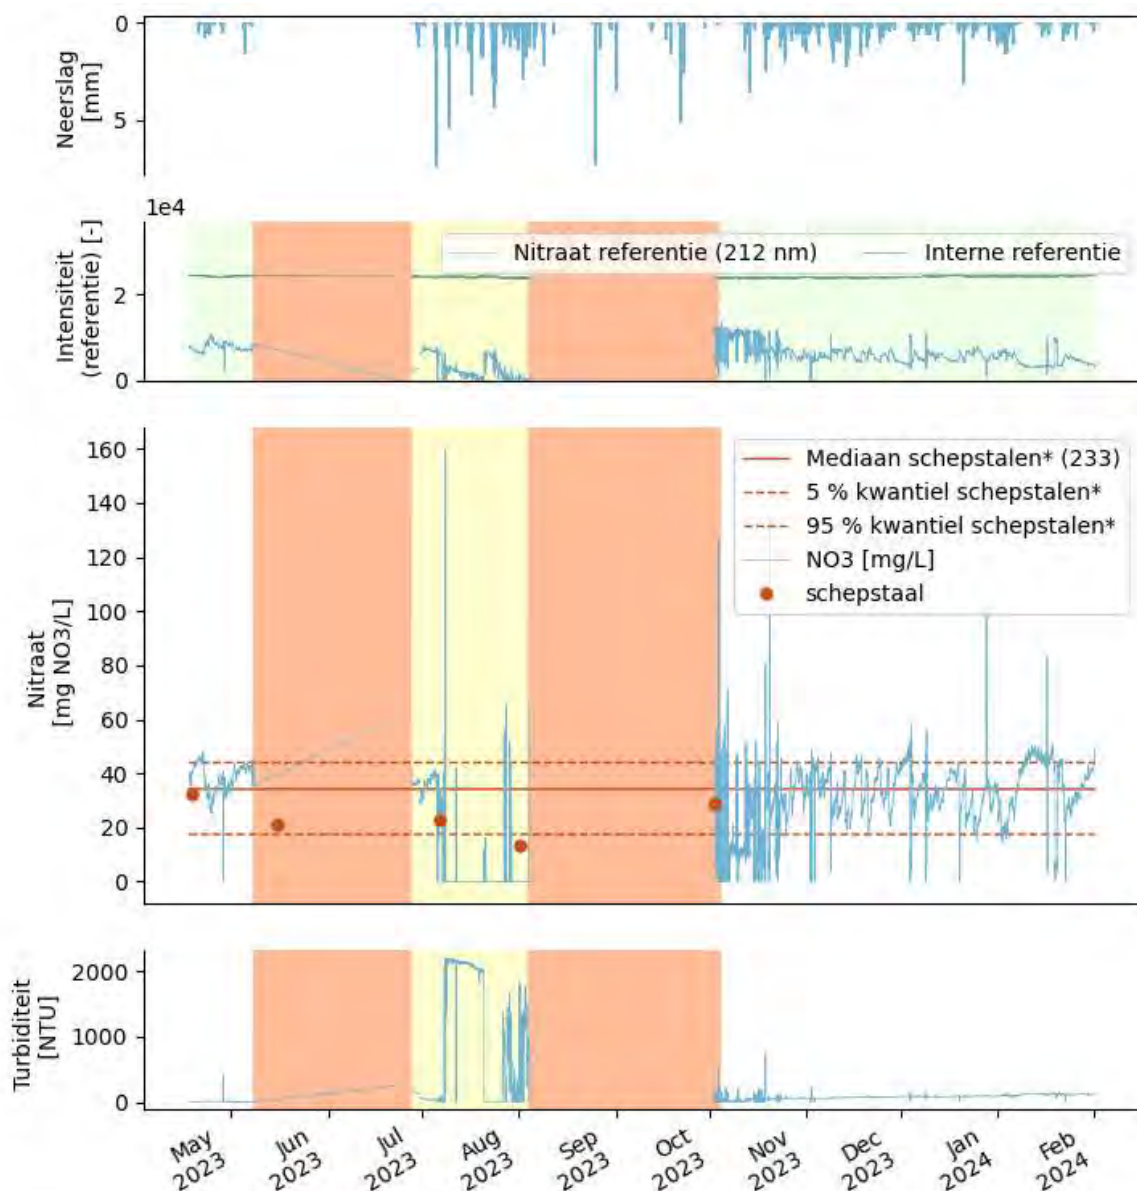 0
5
Neerslag
[mm]
1e4
2
0
Intensiteit
(referentie) [-]
Nitraat referentie (212 nm)
Interne referentie
160
140
120
100
80
60
40
20
0
Nitraat
[mg NO3/L]
Mediaan schepstalen* (233)
5 % kwantiel schepstalen*
95 % kwantiel schepstalen*
NO3 [mg/L]
schepstaal
2000
1000
0
Turbiditeit
[NTU]
May
2023
Jun
2023
Jul
2023
Aug
2023
Sep
2023
Oct
2023
Nov
2023
Dec
2023
Jan
2024
Feb
2024